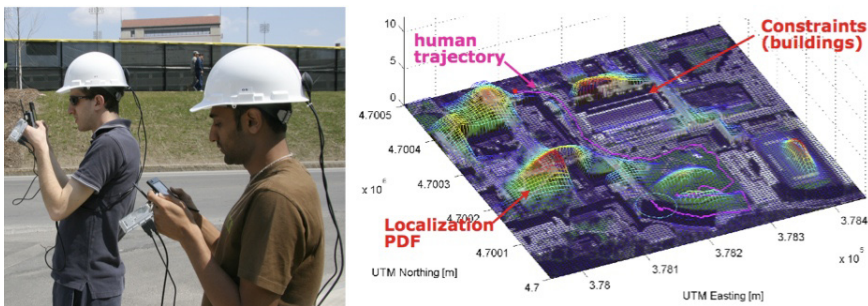 10
5
0
human
trajectory
Constraints
(buildings)
4.7005
4.7004
4.7003
4.7002
4.7001
4.7
x 10⁶
Localization
PDF
UTM Northing [m]
3.78
3.781
3.782
3.783
3.784
x 10⁵
UTM Easting [m]